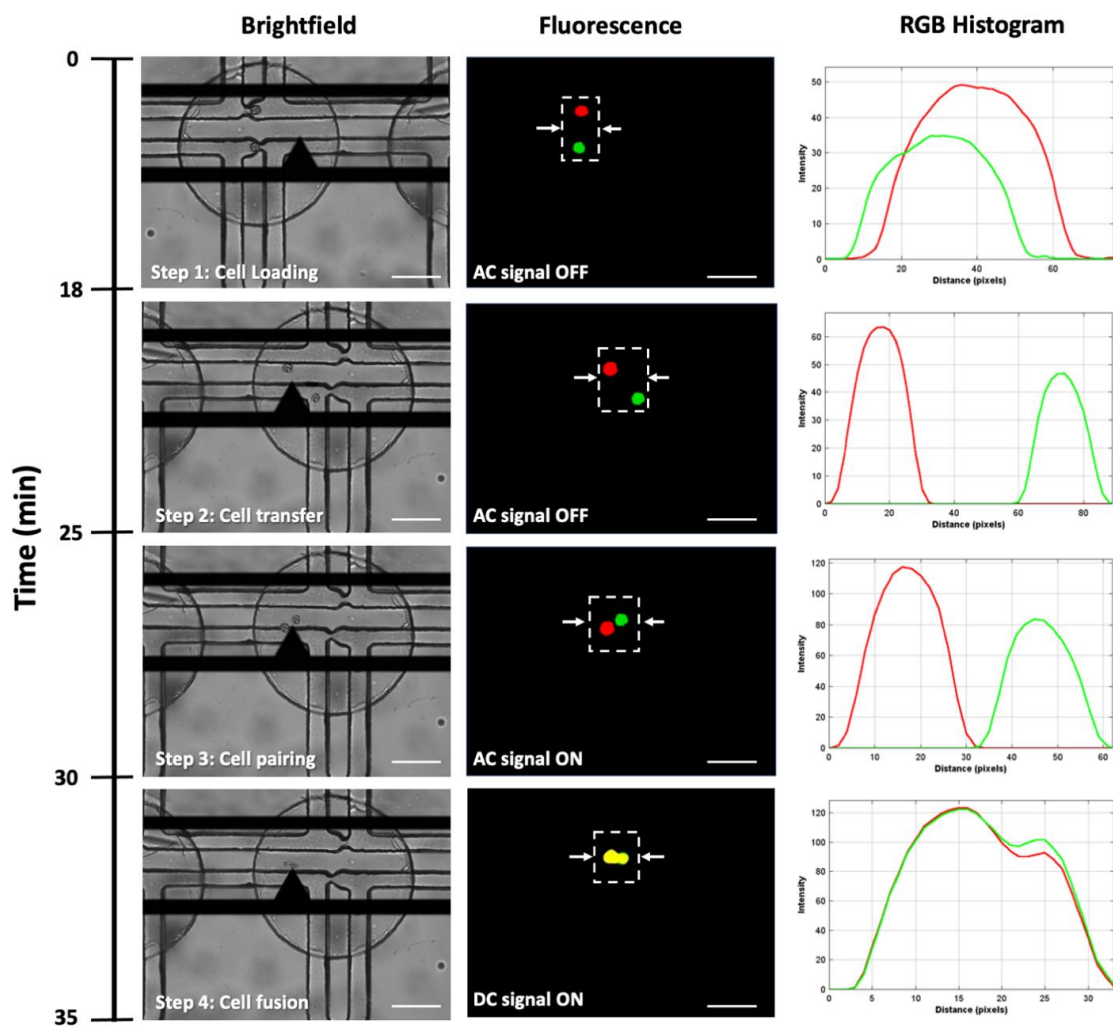 Brightfield
Fluorescence
RGB Histogram
Time (min)
0
18
25
30
35
Step 1: Cell Loading
AC signal OFF
Intensity
50
40
30
20
10
0
0 20 40 60
Distance (pixels)
Step 2: Cell transfer
AC signal OFF
Intensity
60
50
40
30
20
10
0
0 20 40 60 80
Distance (pixels)
Step 3: Cell pairing
AC signal ON
Intensity
120
100
80
60
40
20
0
0 10 20 30 40 50 60
Distance (pixels)
Step 4: Cell fusion
DC signal ON
Intensity
120
100
80
60
40
20
0
0 5 10 15 20 25 30
Distance (pixels)